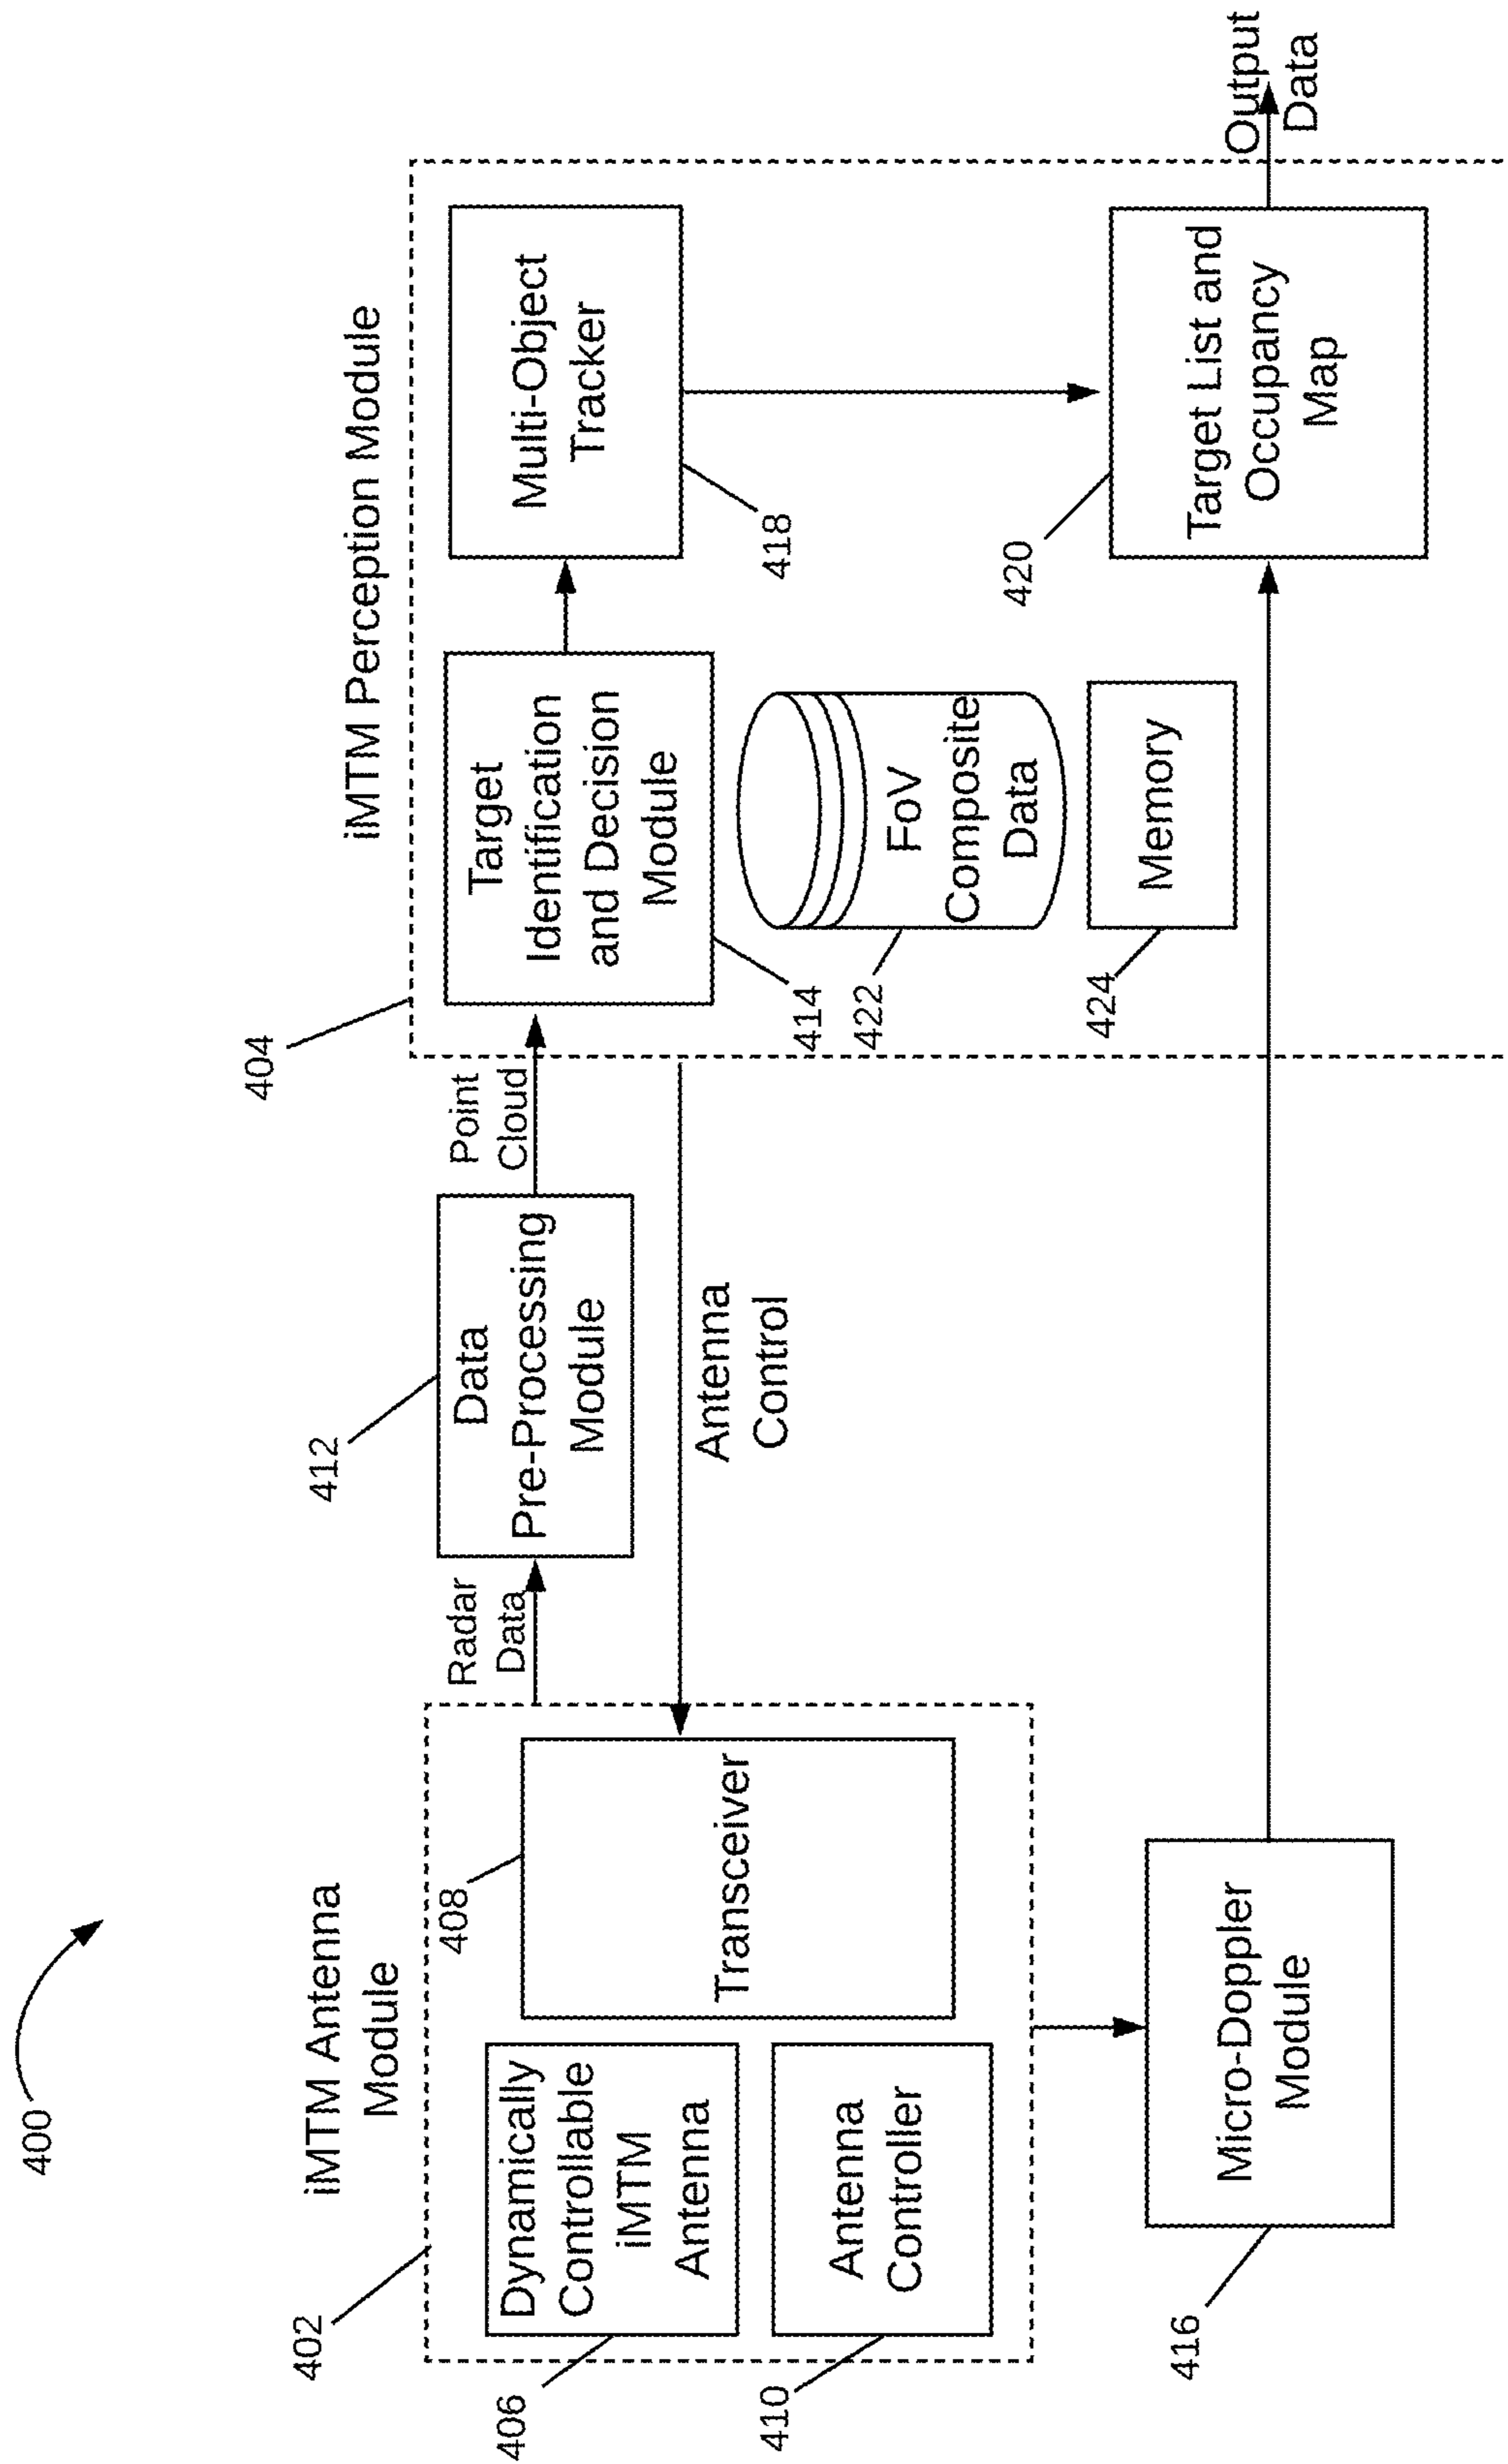 400
iMTM Antenna
Module
402
406
Dynamically
Controllable
iMTM
Antenna
408
Transceiver
410
Antenna
Controller
Radar
Data
412
Data
Pre-Processing
Module
Point
Cloud
Antenna
Control
404
iMTM Perception Module
Target
Identification
and Decision
Module
414
Multi-Object
Tracker
418
422
FoV
Composite
Data
424
Memory
420
Target List and
Occupancy
Map
Output
Data
416
Micro-Doppler
Module